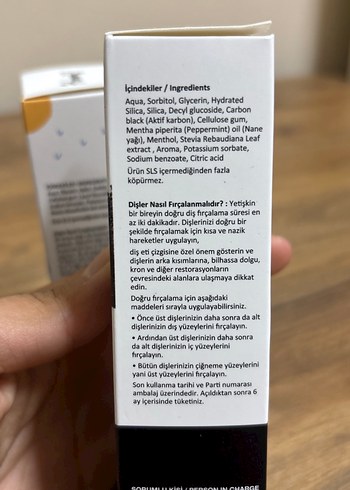 İçindekiler / Ingredients
Aqua, Sorbitol, Glycerin, Hydrated
Silica, Silica, Decyl glucoside, Carbon
black (Aktif karbon), Cellulose gum,
Mentha piperita (Peppermint) oil (Nane
yağı), Menthol, Stevia Rebaudiana Leaf
extract , Aroma, Potassium sorbate,
Sodium benzoate, Citric acid
Ürün SLS içermediğinden fazla
köpürmez.
Dişler Nasıl Fırçalanmalıdır? : Yetişkin
bir bireyin doğru diş fırçalama süresi en
az iki dakikadır. Dişlerinizi doğru bir
şekilde fırçalamak için kısa ve nazik
hareketler uygulayın,
diş eti çizgisine özel önem gösterin ve
dişlerin arka kısımlarına, bilhassa dolgu,
kron ve diğer restorasyonların
çevresindeki alanlara ulaşmaya dikkat
edin.
Doğru fırçalama için aşağıdaki
maddeleri sırayla uygulayabilirsiniz.
• Önce üst dişlerinizin daha sonra da alt
dişlerinizin dış yüzeylerini fırçalayın.
• Ardından üst dişlerinizin daha sonra
da alt dişlerinizin iç yüzeylerini
fırçalayın.
• Bütün dişlerinizin çiğneme yüzeylerini
yani üst yüzeylerini fırçalayın.
Son kullanma tarihi ve Parti numarası
ambalaj üzerindedir. Açıldıktan sonra 6
ay içerisinde tüketiniz.
SORUMLU KİŞİ / PERSON IN CHARGE